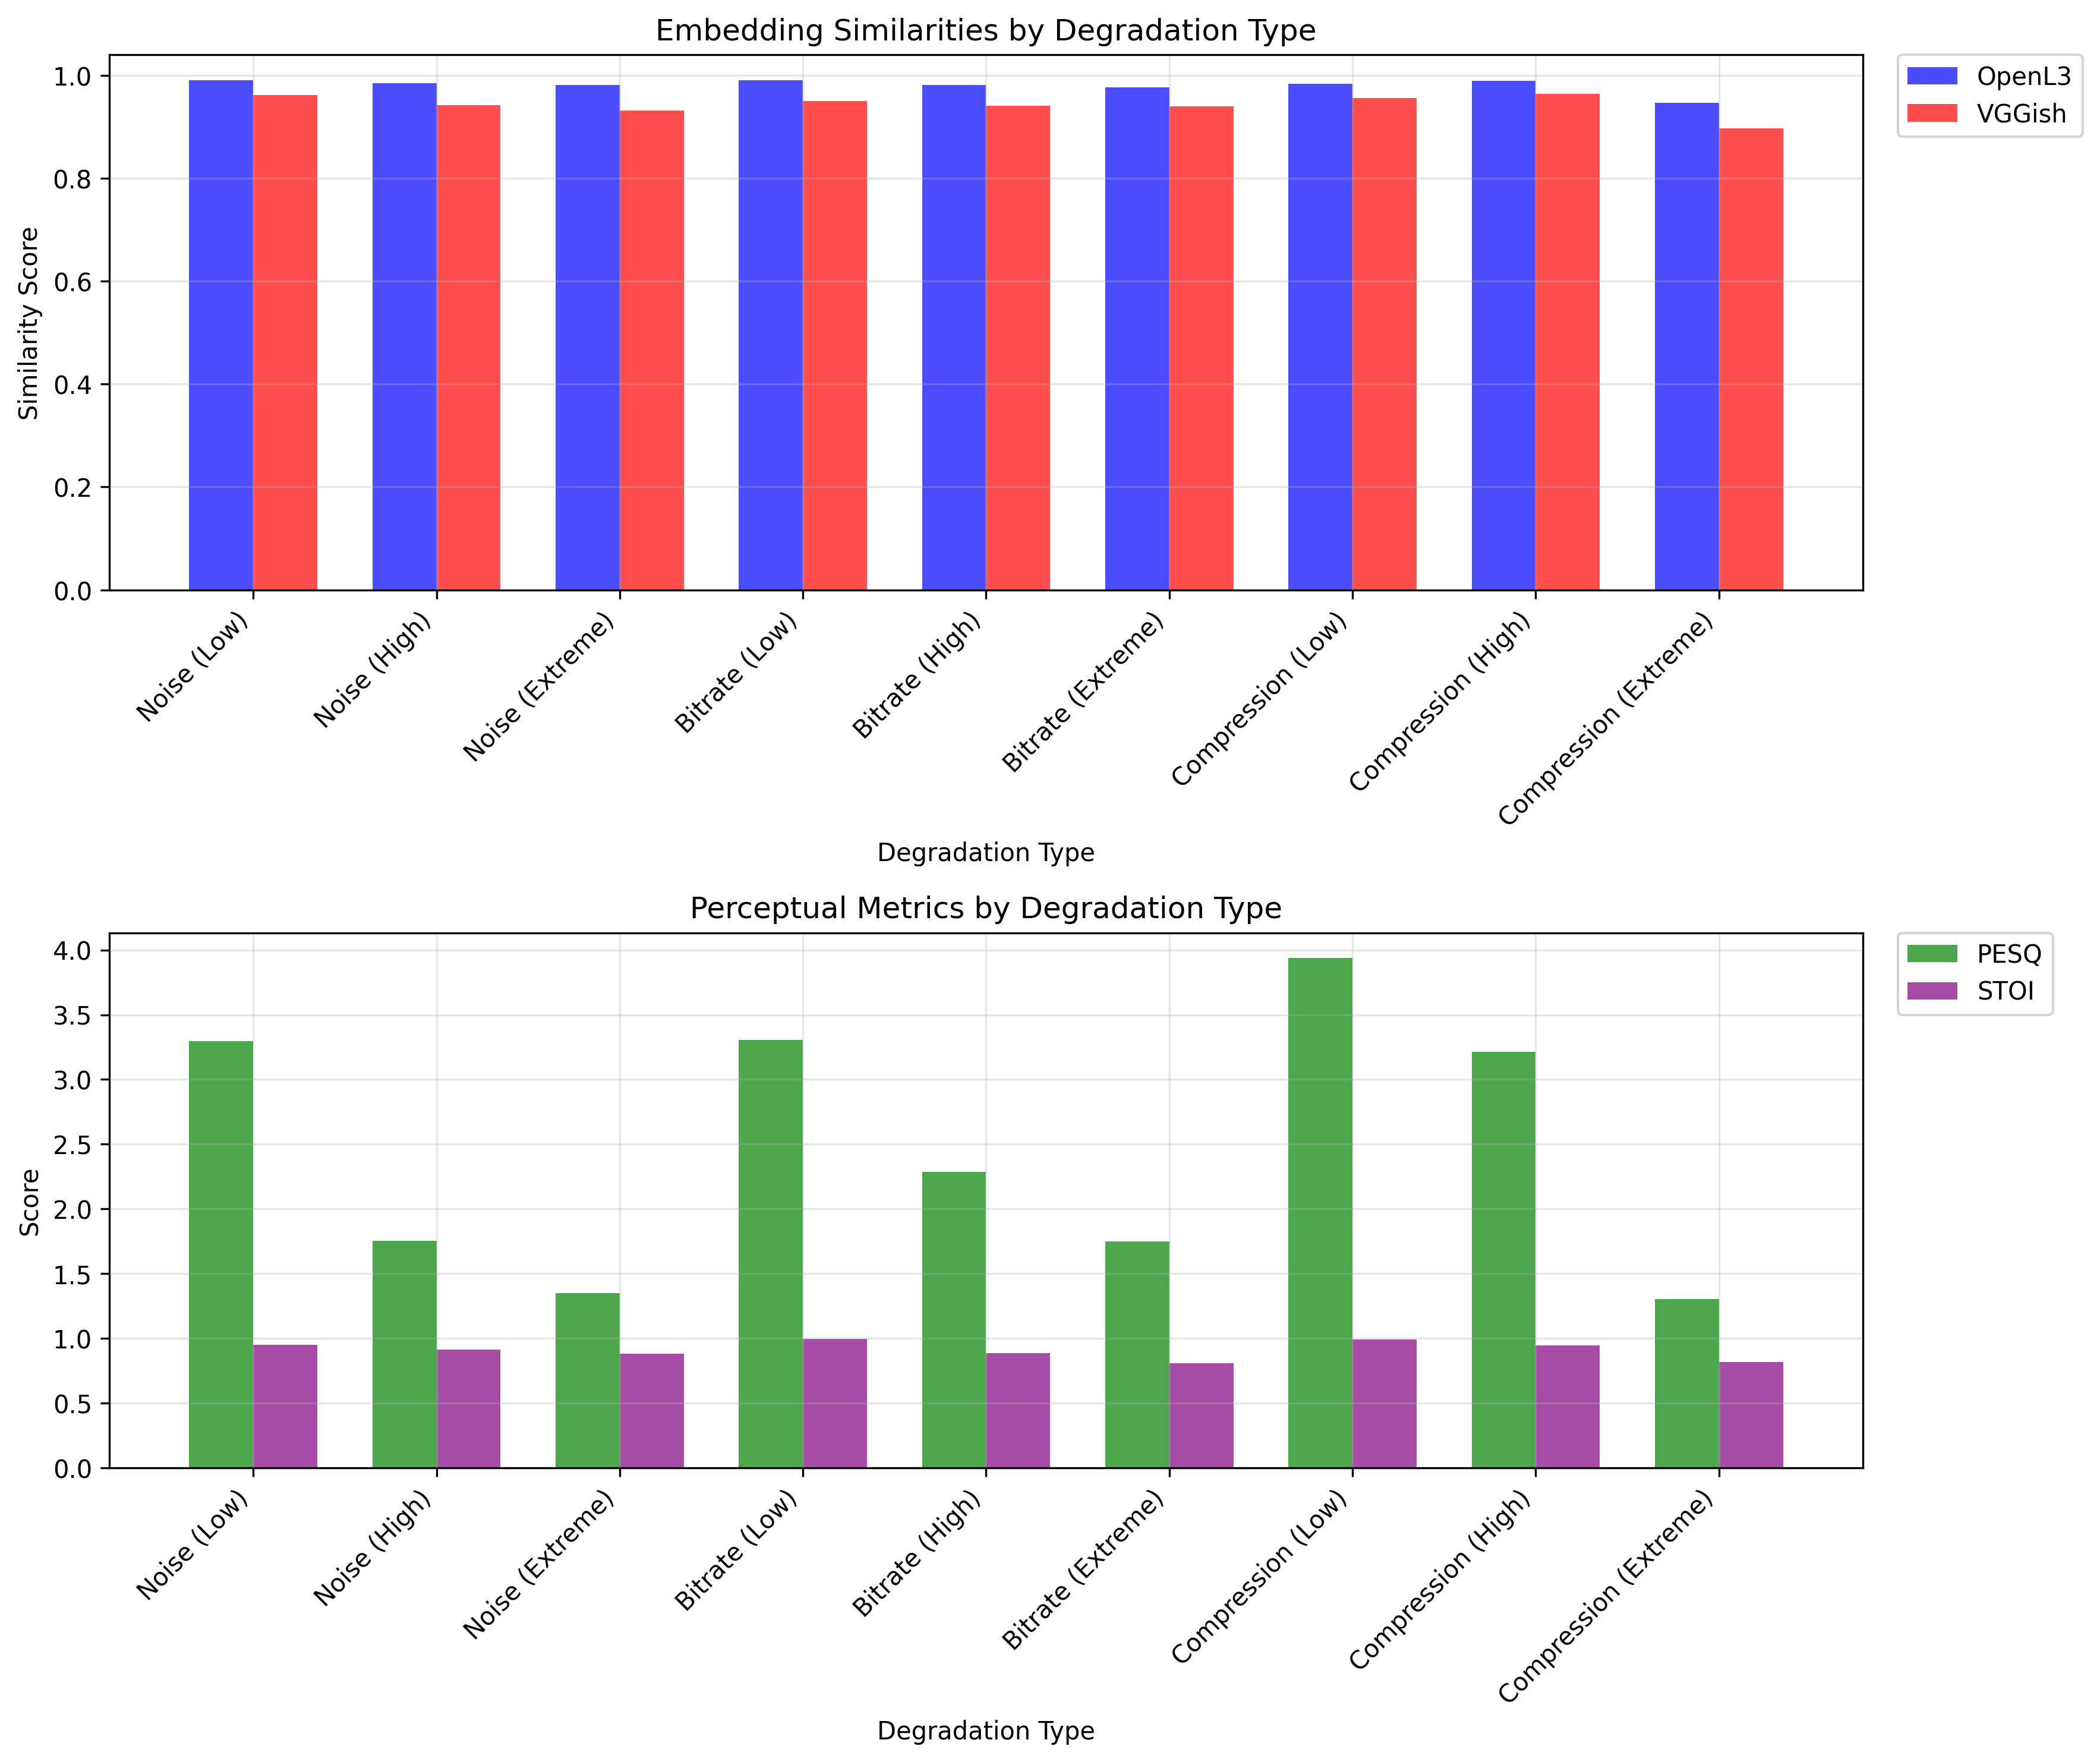 Embedding Similarities by Degradation Type
OpenL3
VGGish
Similarity Score
1.0
0.8
0.6
0.4
0.2
0.0
Noise (Low)
Noise (High)
Noise (Extreme)
Bitrate (Low)
Bitrate (High)
Bitrate (Extreme)
Compression (Low)
Compression (High)
Compression (Extreme)
Degradation Type
Perceptual Metrics by Degradation Type
PESQ
STOI
Score
4.0
3.5
3.0
2.5
2.0
1.5
1.0
0.5
0.0
Noise (Low)
Noise (High)
Noise (Extreme)
Bitrate (Low)
Bitrate (High)
Bitrate (Extreme)
Compression (Low)
Compression (High)
Compression (Extreme)
Degradation Type